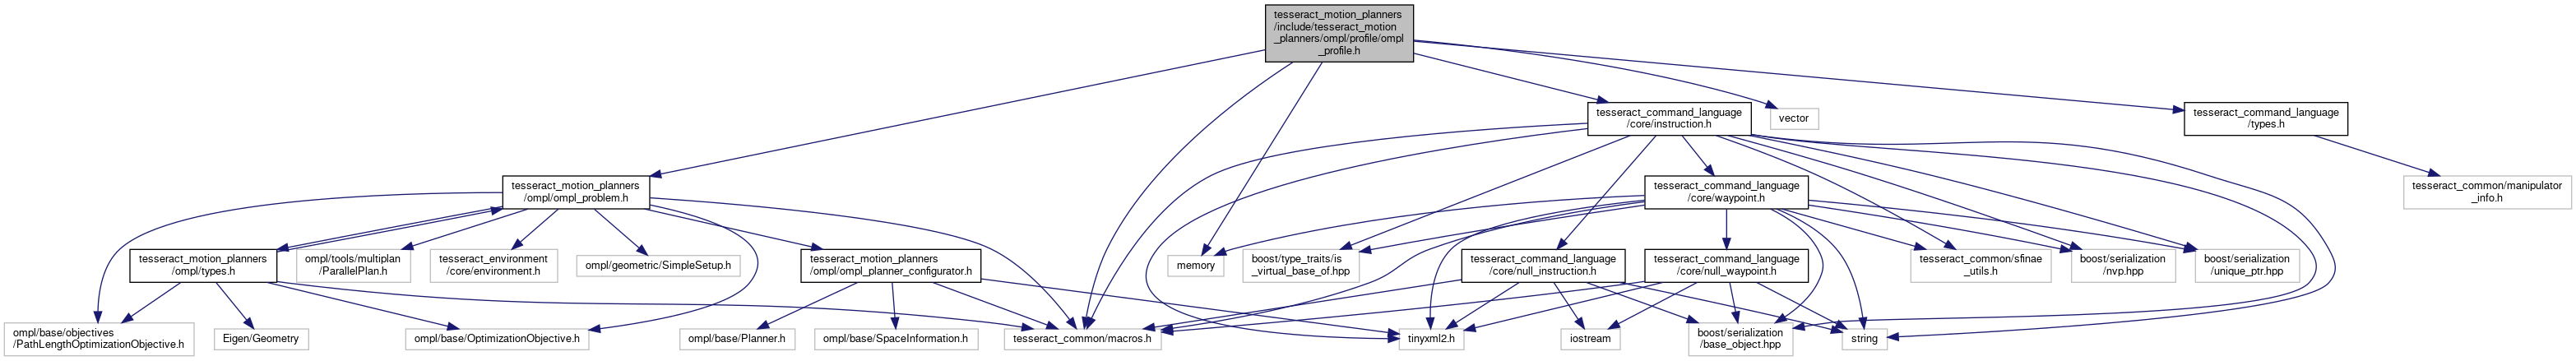 tesseract_motion_planners
/include/tesseract_motion
_planners/ompl/profile/ompl
_profile.h
tesseract_command_language
/core/instruction.h
vector
tesseract_command_language
/types.h
tesseract_motion_planners
/ompl/ompl_problem.h
tesseract_command_language
/core/waypoint.h
tesseract_common/manipulator
_info.h
tesseract_motion_planners
/ompl/types.h
ompl/tools/multiplan
/ParallelPlan.h
tesseract_environment
/core/environment.h
ompl/geometric/SimpleSetup.h
tesseract_motion_planners
/ompl/ompl_planner_configurator.h
memory
boost/type_traits/is
_virtual_base_of.hpp
tesseract_command_language
/core/null_instruction.h
tesseract_command_language
/core/null_waypoint.h
tesseract_common/sfinae
_utils.h
boost/serialization
/nvp.hpp
boost/serialization
/unique_ptr.hpp
ompl/base/objectives
/PathLengthOptimizationObjective.h
Eigen/Geometry
ompl/base/OptimizationObjective.h
ompl/base/Planner.h
ompl/base/SpaceInformation.h
tesseract_common/macros.h
tinyxml2.h
iostream
boost/serialization
/base_object.hpp
string